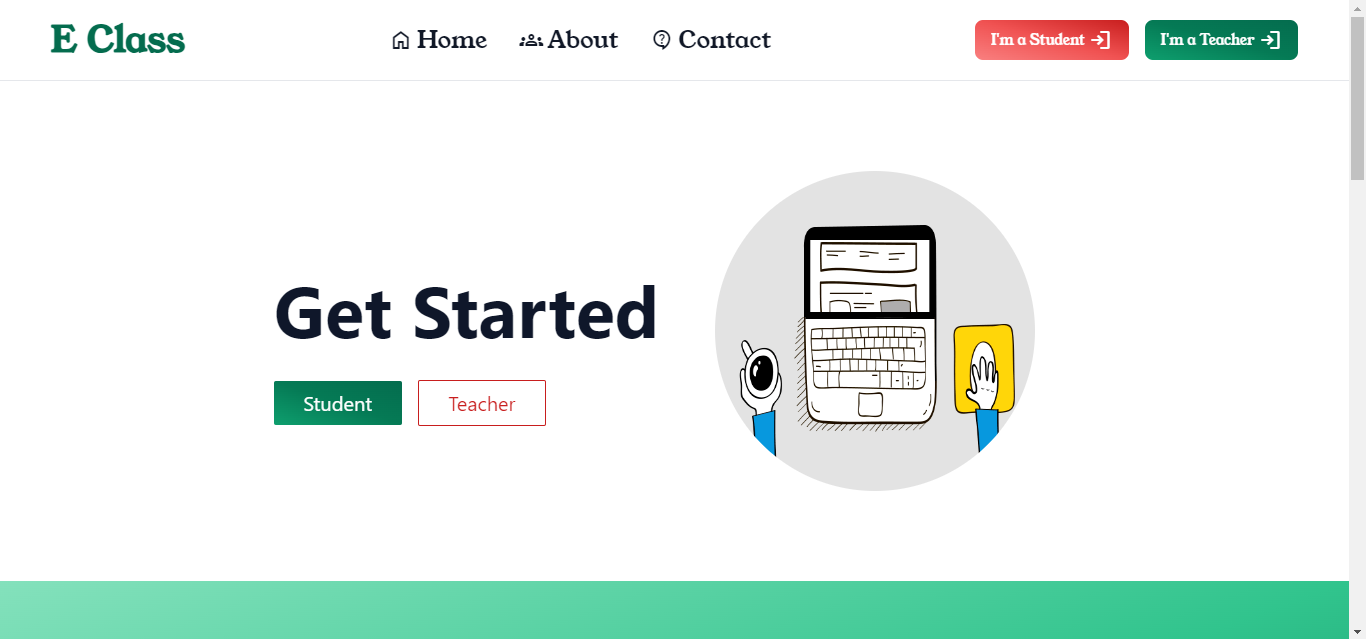 E Class
Home About Contact
I'm a Student I'm a Teacher
Get Started
Student Teacher